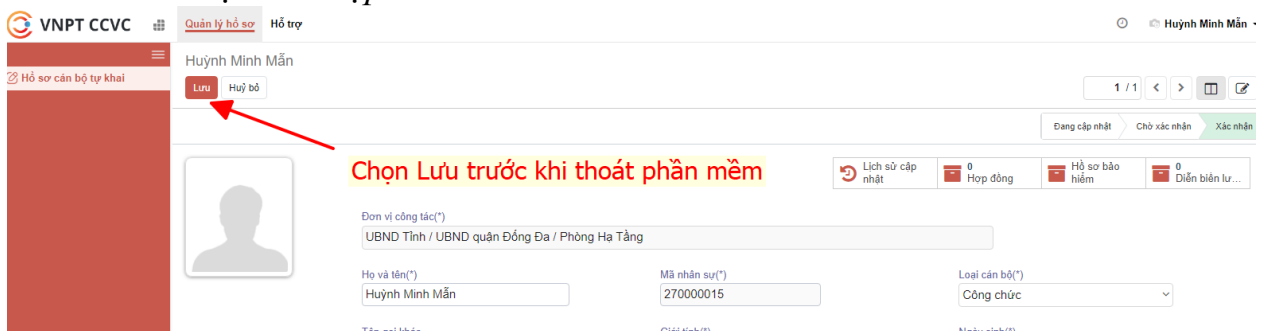 VNPT CCVC Quản lý hồ sơ Hỗ trợ Huỳnh Minh Mẫn
Hồ sơ cán bộ tự khai
Huỳnh Minh Mẫn
Lưu Huỷ bỏ 1 / 1
Đang cập nhật Chờ xác nhận Xác nhận
Chọn Lưu trước khi thoát phần mềm
Lịch sử cập nhật
0 Hợp đồng
Hồ sơ bảo hiểm
0 Diễn biến lư...
Đơn vị công tác(*)
UBND Tỉnh / UBND quận Đống Đa / Phòng Hạ Tầng
Họ và tên(*) Mã nhân sự(*) Loại cán bộ(*)
Huỳnh Minh Mẫn 270000015 Công chức